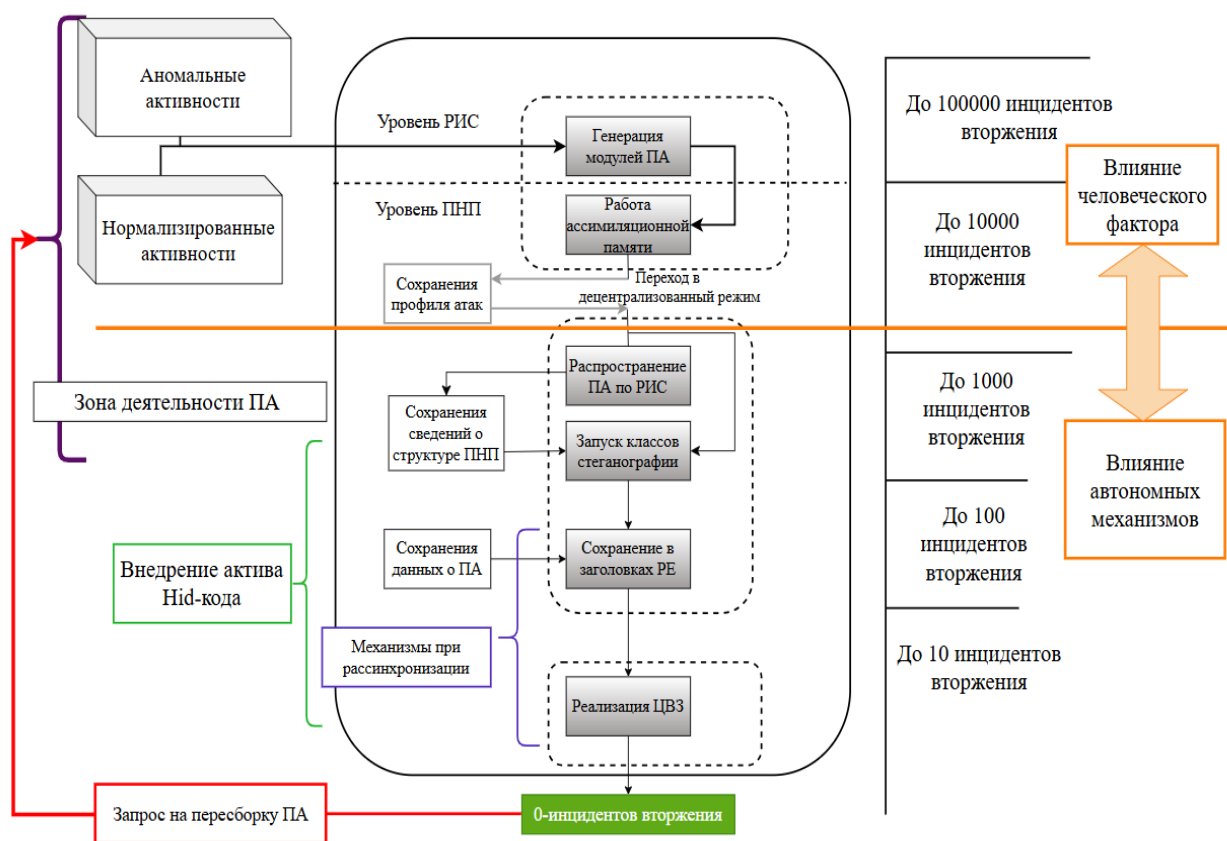 Аномальные
активности
Нормализированные
активности
Зона деятельности ПА
Внедрение актива
Hid-кода
Запрос на пересборку ПА
Уровень РИС
Генерация
модулей ПА
Уровень ПНП
Работа
ассимиляционной
памяти
Сохранения
профиля атак
Переход в
децентрализованный режим
Распространение
ПА по РИС
Сохранения
сведений о
структуре ПНП
Запуск классов
стеганографии
Сохранения
данных о ПА
Сохранение в
заголовках PE
Механизмы при
рассинхронизации
Реализация ЦВЗ
0-инцидентов вторжения
До 100000 инцидентов
вторжения
До 10000
инцидентов
вторжения
До 1000
инцидентов
вторжения
До 100
инцидентов
вторжения
До 10 инцидентов
вторжения
Влияние
человеческого
фактора
Влияние
автономных
механизмов